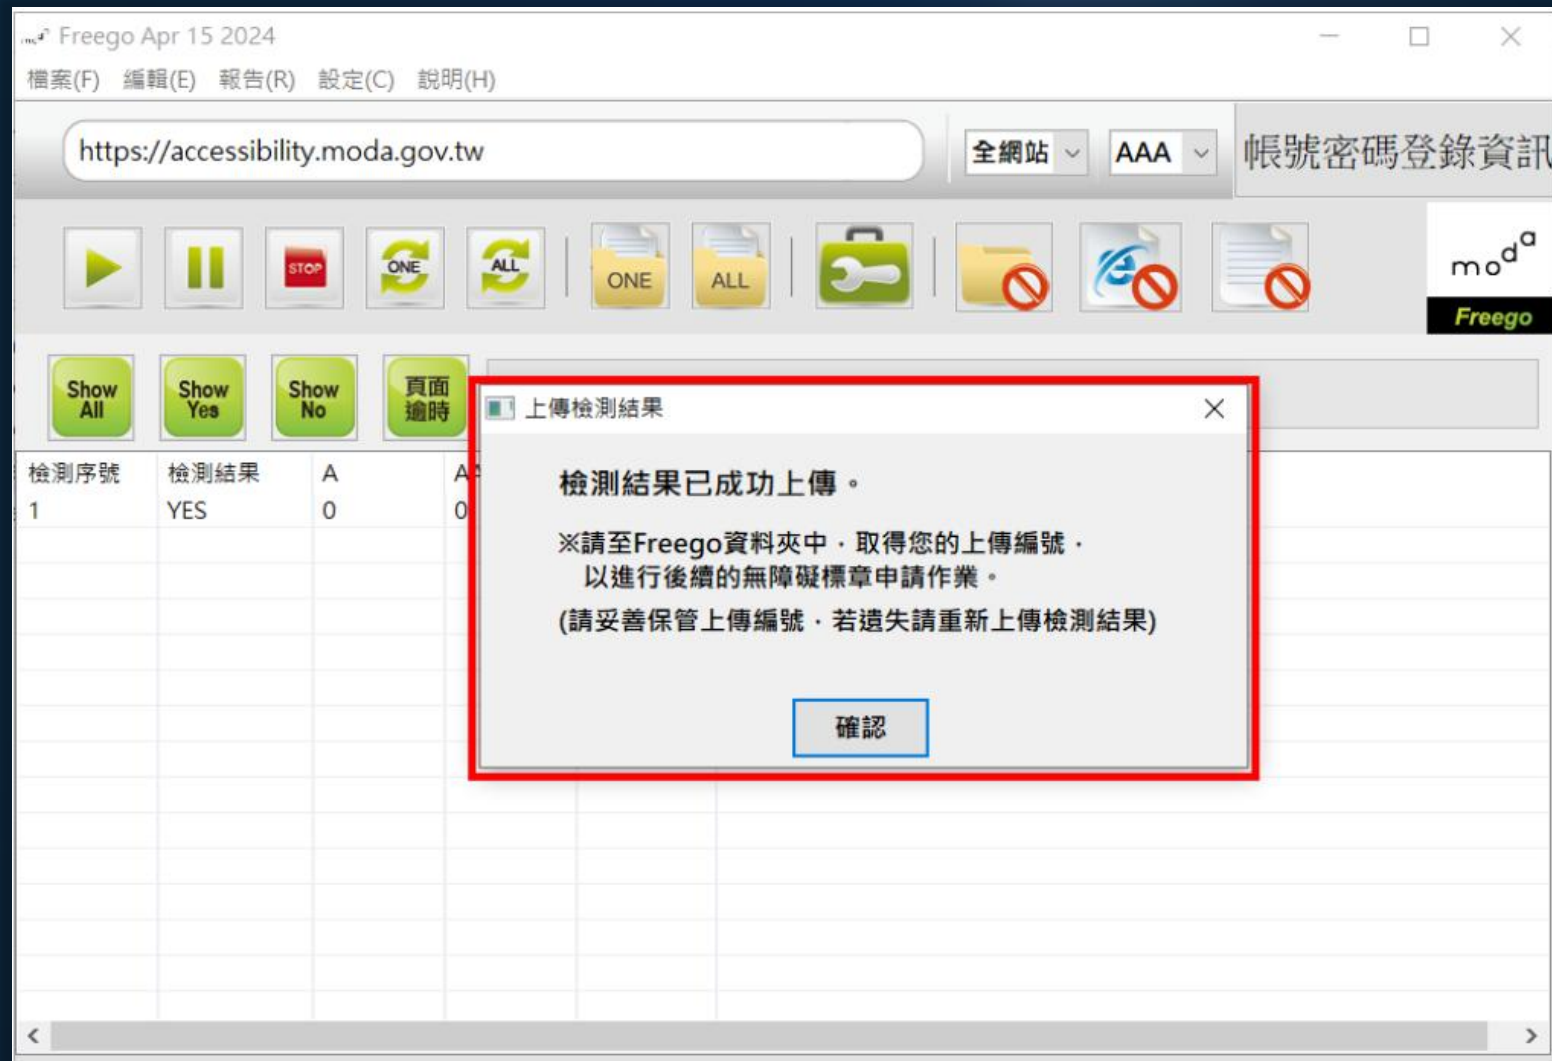 moda Freego Apr 15 2024
檔案(F) 編輯(E) 報告(R) 設定(C) 說明(H)
https://accessibility.moda.gov.tw
全網站 AAA 帳號密碼登錄資訊
STOP ONE ALL ONE ALL
moda
Freego
Show All
Show Yes
Show No
頁面逾時
上傳檢測結果
檢測序號 檢測結果 A AA
1 YES 0 0
檢測結果已成功上傳。
※請至Freego資料夾中，取得您的上傳編號，
以進行後續的無障礙標章申請作業。
(請妥善保管上傳編號，若遺失請重新上傳檢測結果)
確認